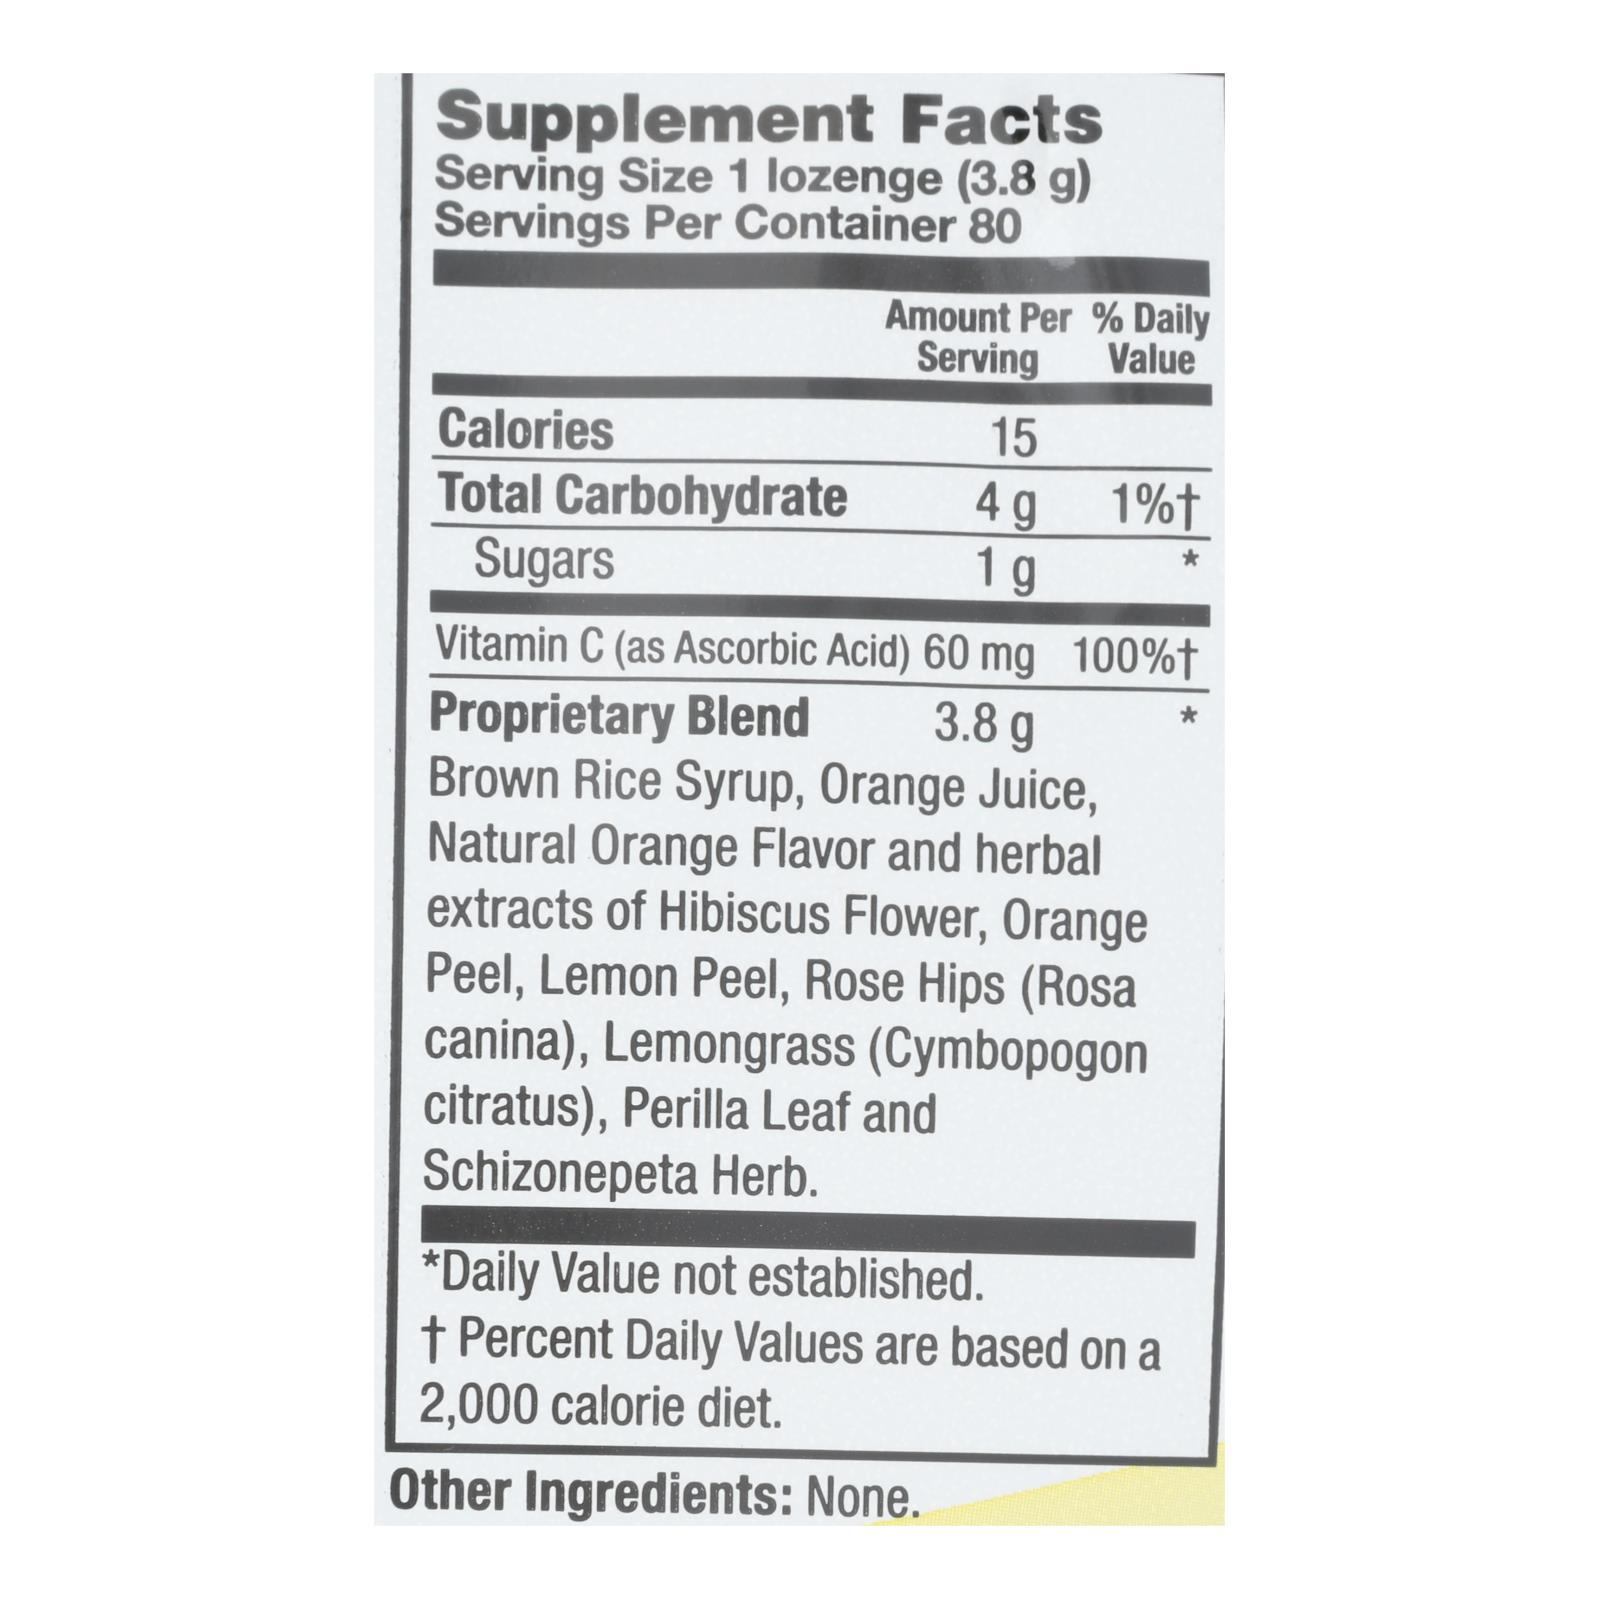 Supplement Facts
Serving Size 1 lozenge (3.8 g)
Servings Per Container 80
Amount Per % Daily
Serving Value
Calories 15
Total Carbohydrate 4 g 1%†
Sugars 1 g *
Vitamin C (as Ascorbic Acid) 60 mg 100%†
Proprietary Blend 3.8 g *
Brown Rice Syrup, Orange Juice,
Natural Orange Flavor and herbal
extracts of Hibiscus Flower, Orange
Peel, Lemon Peel, Rose Hips (Rosa
canina), Lemongrass (Cymbopogon
citratus), Perilla Leaf and
Schizonepeta Herb.
*Daily Value not established.
† Percent Daily Values are based on a
2,000 calorie diet.
Other Ingredients: None.